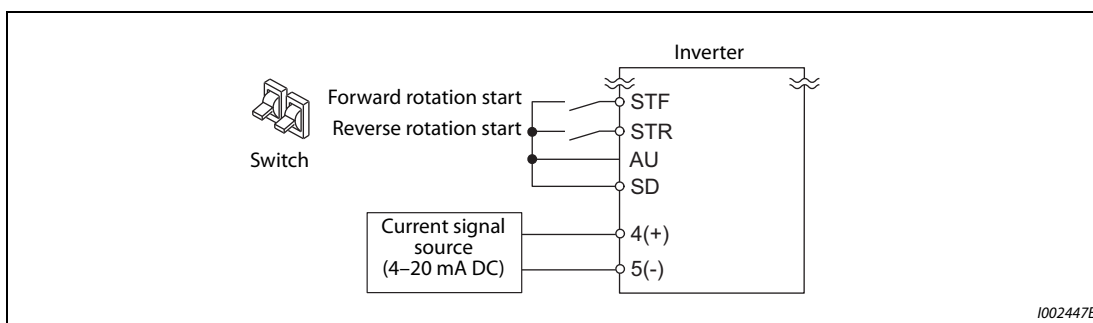 Inverter
Forward rotation start
STF
Reverse rotation start
STR
Switch
AU
SD
Current signal
source
(4–20 mA DC)
4(+)
5(-)
I002447E